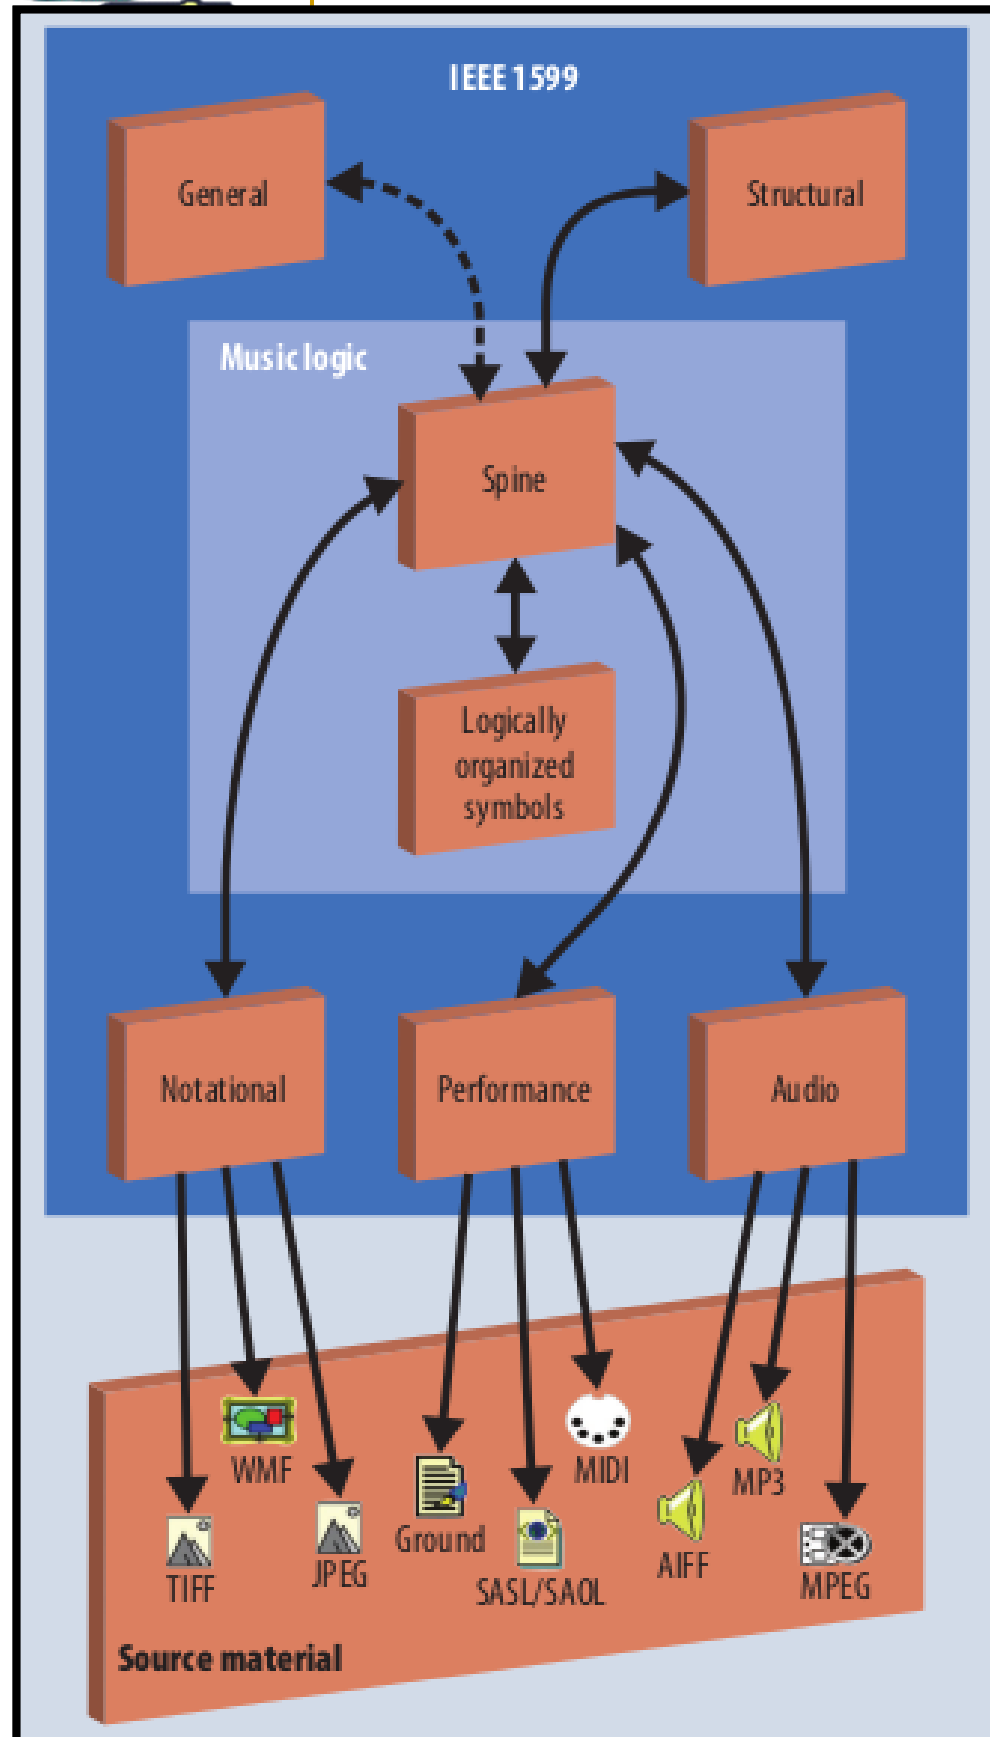 IEEE 1599
General
Structural
Music logic
Spine
Logically
organized
symbols
Notational
Performance
Audio
WMF
MIDI
MP3
TIFF
JPEG
Ground
SASL/SAOL
AIFF
MPEG
Source material